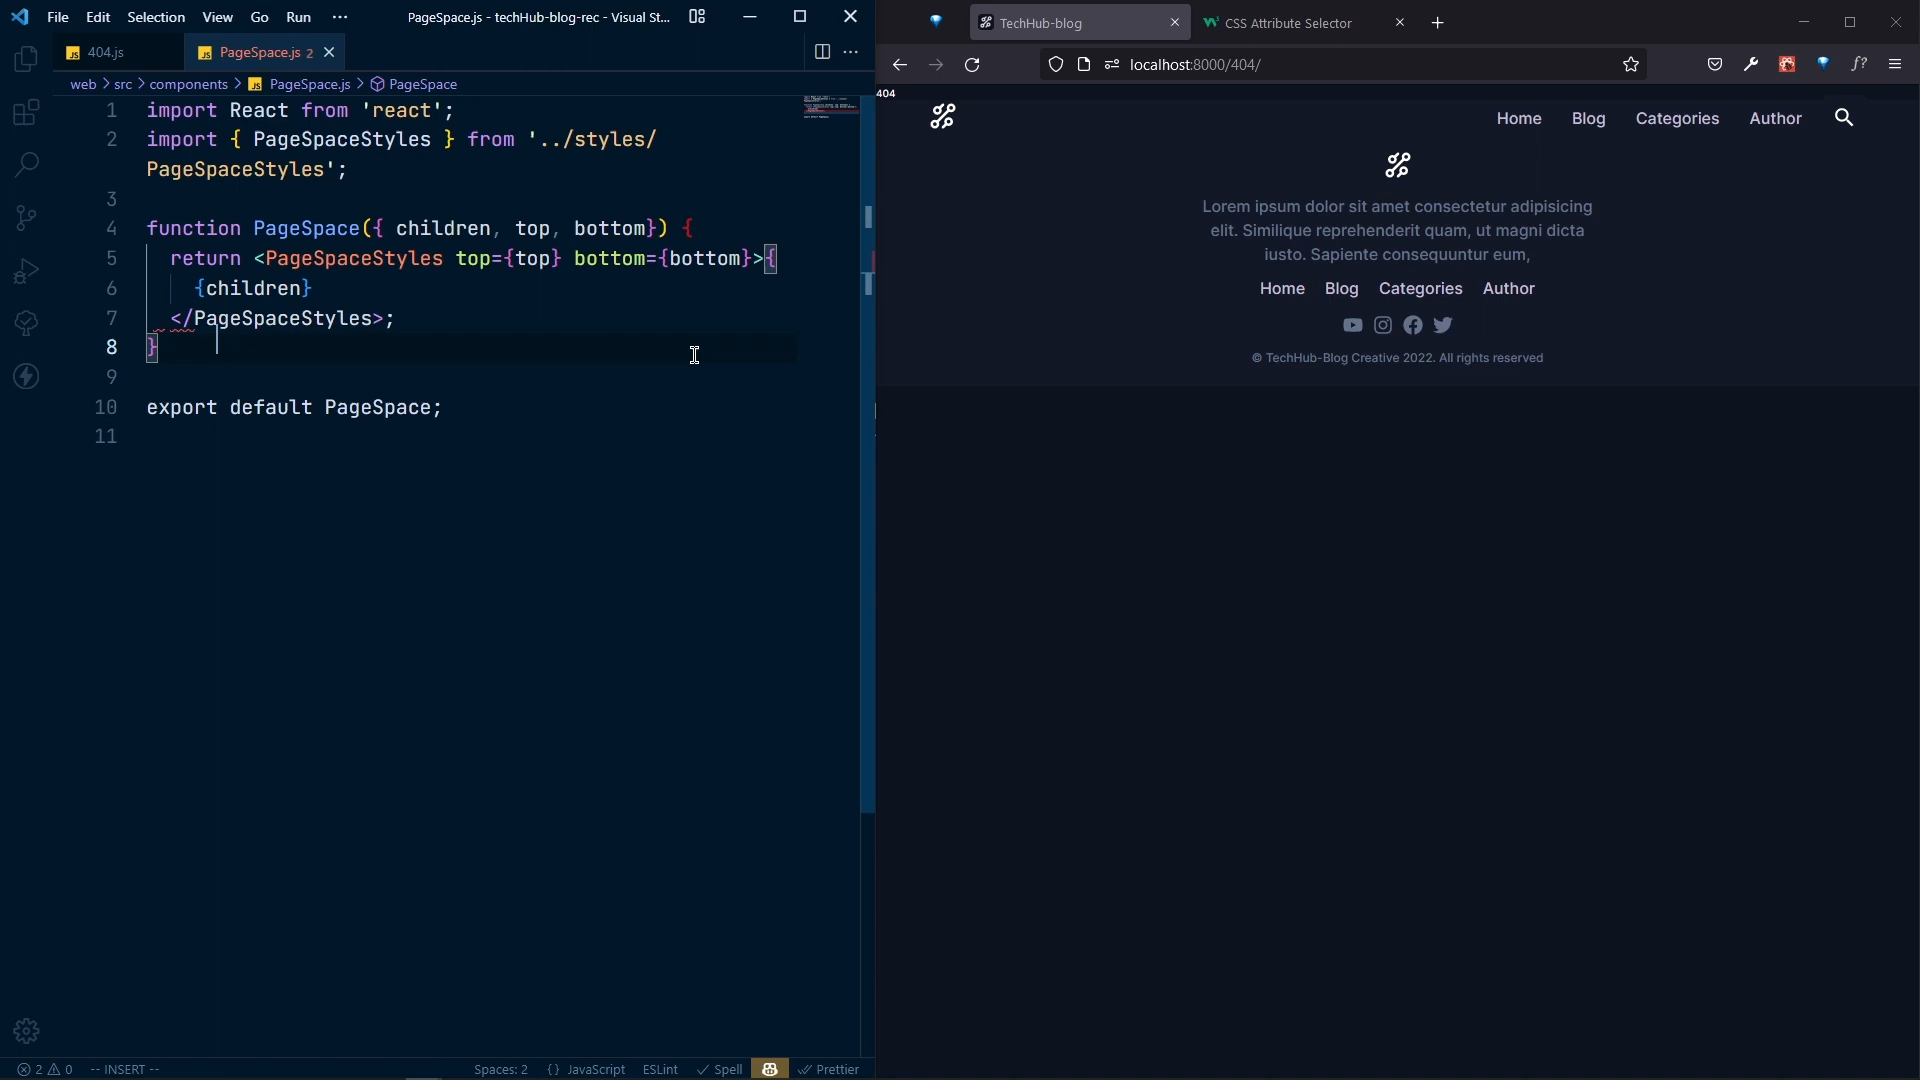 File Edit Selection View Go Run ··· PageSpace.js - techHub-blog-rec - Visual St...
JS 404.js JS PageSpace.js 2
web > src > components > JS PageSpace.js > PageSpace
1 import React from 'react';
2 import { PageSpaceStyles } from '../styles/
PageSpaceStyles';
3
4 function PageSpace({ children, top, bottom}) {
5 return <PageSpaceStyles top={top} bottom={bottom}>{
6 {children}
7 </PageSpaceStyles>;
8 }
9
10 export default PageSpace;
11
2 0 -- INSERT -- Spaces: 2 {} JavaScript ESLint Spell Prettier
TechHub-blog CSS Attribute Selector
localhost:8000/404/ f?
404
Home Blog Categories Author
Lorem ipsum dolor sit amet consectetur adipisicing
elit. Similique reprehenderit quam, ut magni dicta
iusto. Sapiente consequuntur eum,
Home Blog Categories Author
© TechHub-Blog Creative 2022. All rights reserved